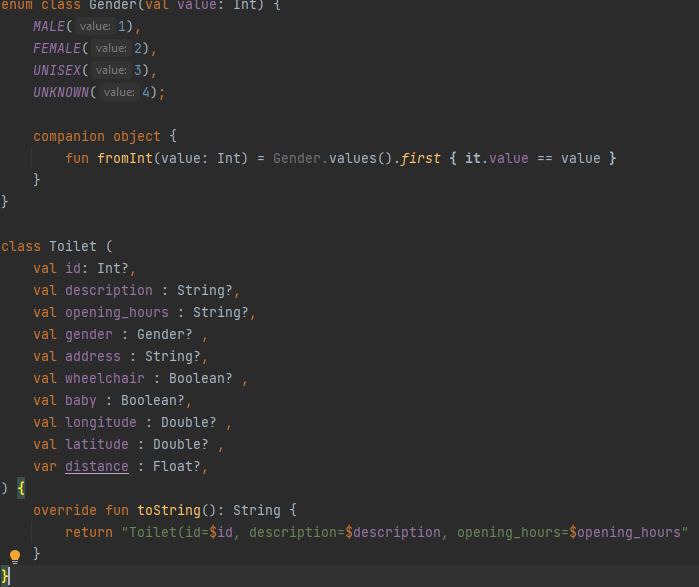 enum class Gender(val value: Int) {
    MALE( value: 1),
    FEMALE( value: 2),
    UNISEX( value: 3),
    UNKNOWN( value: 4);

    companion object {
        fun fromInt(value: Int) = Gender.values().first { it.value == value }
    }
}

class Toilet (
    val id: Int?,
    val description : String?,
    val opening_hours : String?,
    val gender : Gender? ,
    val address : String?,
    val wheelchair : Boolean? ,
    val baby : Boolean?,
    val longitude : Double? ,
    val latitude : Double? ,
    var distance : Float?,
) {
    override fun toString(): String {
        return "Toilet(id=$id, description=$description, opening_hours=$opening_hours"
    }
}